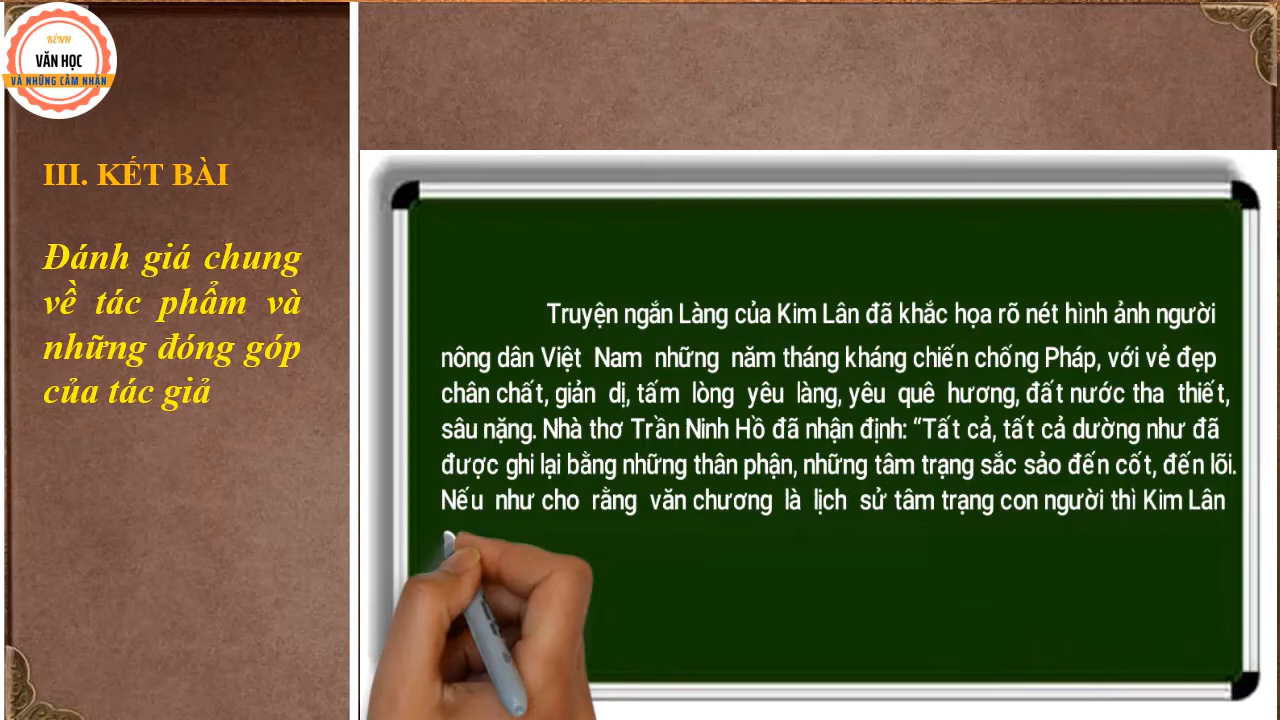 KÊNH
VĂN HỌC
VÀ NHỮNG CẢM NHẬN
III. KẾT BÀI
Đánh giá chung
về tác phẩm và
những đóng góp
của tác giả
Truyện ngắn Làng của Kim Lân đã khắc họa rõ nét hình ảnh người
nông dân Việt Nam những năm tháng kháng chiến chống Pháp, với vẻ đẹp
chân chất, giản dị, tấm lòng yêu làng, yêu quê hương, đất nước tha thiết,
sâu nặng. Nhà thơ Trần Ninh Hồ đã nhận định: “Tất cả, tất cả dường như đã
được ghi lại bằng những thân phận, những tâm trạng sắc sảo đến cốt, đến lõi.
Nếu như cho rằng văn chương là lịch sử tâm trạng con người thì Kim Lân